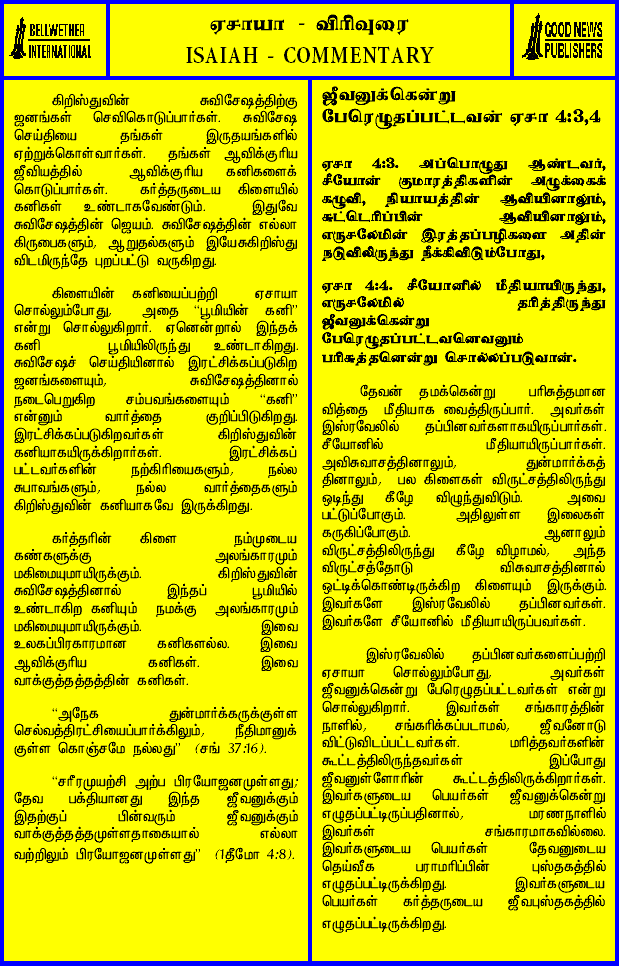 BELLWETHER
INTERNATIONAL
ஏசாயா - விரிவுரை
ISAIAH - COMMENTARY
GOOD NEWS
PUBLISHERS
கிறிஸ்துவின் சுவிசேஷத்திற்கு
ஜனங்கள் செவிகொடுப்பார்கள். சுவிசேஷ
செய்தியை தங்கள் இருதயங்களில்
ஏற்றுக்கொள்வார்கள். தங்கள் ஆவிக்குரிய
ஜீவியத்தில் ஆவிக்குரிய கனிகளைக்
கொடுப்பார்கள். கர்த்தருடைய கிளையில்
கனிகள் உண்டாகவேண்டும். இதுவே
சுவிசேஷத்தின் ஜெயம். சுவிசேஷத்தின் எல்லா
கிருபைகளும், ஆறுதல்களும் இயேசுகிறிஸ்து
விடமிருந்தே புறப்பட்டு வருகிறது.
கிளையின் கனியைப்பற்றி ஏசாயா
சொல்லும்போது, அதை “பூமியின் கனி”
என்று சொல்லுகிறார். ஏனென்றால் இந்தக்
கனி பூமியிலிருந்து உண்டாகிறது.
சுவிசேஷச் செய்தியினால் இரட்சிக்கப்படுகிற
ஜனங்களையும், சுவிசேஷத்தினால்
நடைபெறுகிற சம்பவங்களையும் “கனி”
என்னும் வார்த்தை குறிப்பிடுகிறது.
இரட்சிக்கப்படுகிறவர்கள் கிறிஸ்துவின்
கனியாகயிருக்கிறார்கள். இரட்சிக்கப்
பட்டவர்களின் நற்கிரியைகளும், நல்ல
சுபாவங்களும், நல்ல வார்த்தைகளும்
கிறிஸ்துவின் கனியாகவே இருக்கிறது.
கர்த்தரின் கிளை நம்முடைய
கண்களுக்கு அலங்காரமும்
மகிமையுமாயிருக்கும். கிறிஸ்துவின்
சுவிசேஷத்தினால் இந்தப் பூமியில்
உண்டாகிற கனியும் நமக்கு அலங்காரமும்
மகிமையுமாயிருக்கும். இவை
உலகப்பிரகாரமான கனிகளல்ல. இவை
ஆவிக்குரிய கனிகள். இவை
வாக்குத்தத்தத்தின் கனிகள்.
“அநேக துன்மார்க்கருக்குள்ள
செல்வத்திரட்சியைப்பார்க்கிலும், நீதிமானுக்
குள்ள கொஞ்சமே நல்லது” (சங் 37:16).
“சரீரமுயற்சி அற்ப பிரயோஜனமுள்ளது;
தேவ பக்தியானது இந்த ஜீவனுக்கும்
இதற்குப் பின்வரும் ஜீவனுக்கும்
வாக்குத்தத்தமுள்ளதாகையால் எல்லா
வற்றிலும் பிரயோஜனமுள்ளது” (1தீமோ 4:8).
ஜீவனுக்கென்று
பேரெழுதப்பட்டவன் ஏசா 4:3,4
ஏசா 4:3. அப்பொழுது ஆண்டவர்,
சீயோன் குமாரத்திகளின் அழுக்கைக்
கழுவி, நியாயத்தின் ஆவியினாலும்,
சுட்டெரிப்பின் ஆவியினாலும்,
எருசலேமின் இரத்தப்பழிகளை அதின்
நடுவிலிருந்து நீக்கிவிடும்போது,
ஏசா 4:4. சீயோனில் மீதியாயிருந்து,
எருசலேமில் தரித்திருந்து
ஜீவனுக்கென்று
பேரெழுதப்பட்டவனெவனும்
பரிசுத்தனென்று சொல்லப்படுவான்.
தேவன் தமக்கென்று பரிசுத்தமான
வித்தை மீதியாக வைத்திருப்பார். அவர்கள்
இஸ்ரவேலில் தப்பினவர்களாகயிருப்பார்கள்.
சீயோனில் மீதியாயிருப்பார்கள்.
அவிசுவாசத்தினாலும், துன்மார்க்கத்
தினாலும், பல கிளைகள் விருட்சத்திலிருந்து
ஒடிந்து கீழே விழுந்துவிடும். அவை
பட்டுப்போகும். அதிலுள்ள இலைகள்
கருகிப்போகும். ஆனாலும்
விருட்சத்திலிருந்து கீழே விழாமல், அந்த
விருட்சத்தோடு விசுவாசத்தினால்
ஒட்டிக்கொண்டிருக்கிற கிளையும் இருக்கும்.
இவர்களே இஸ்ரவேலில் தப்பினவர்கள்.
இவர்களே சீயோனில் மீதியாயிருப்பவர்கள்.
இஸ்ரவேலில் தப்பினவர்களைப்பற்றி
ஏசாயா சொல்லும்போது, அவர்கள்
ஜீவனுக்கென்று பேரெழுதப்பட்டவர்கள் என்று
சொல்லுகிறார். இவர்கள் சங்காரத்தின்
நாளில், சங்கரிக்கப்படாமல், ஜீவனோடு
விட்டுவிடப்பட்டவர்கள். மரித்தவர்களின்
கூட்டத்திலிருந்தவர்கள் இப்போது
ஜீவனுள்ளோரின் கூட்டத்திலிருக்கிறார்கள்.
இவர்களுடைய பெயர்கள் ஜீவனுக்கென்று
எழுதப்பட்டிருப்பதினால், மரணநாளில்
இவர்கள் சங்காரமாகவில்லை.
இவர்களுடைய பெயர்கள் தேவனுடைய
தெய்வீக பராமரிப்பின் புஸ்தகத்தில்
எழுதப்பட்டிருக்கிறது. இவர்களுடைய
பெயர்கள் கர்த்தருடைய ஜீவபுஸ்தகத்தில்
எழுதப்பட்டிருக்கிறது.